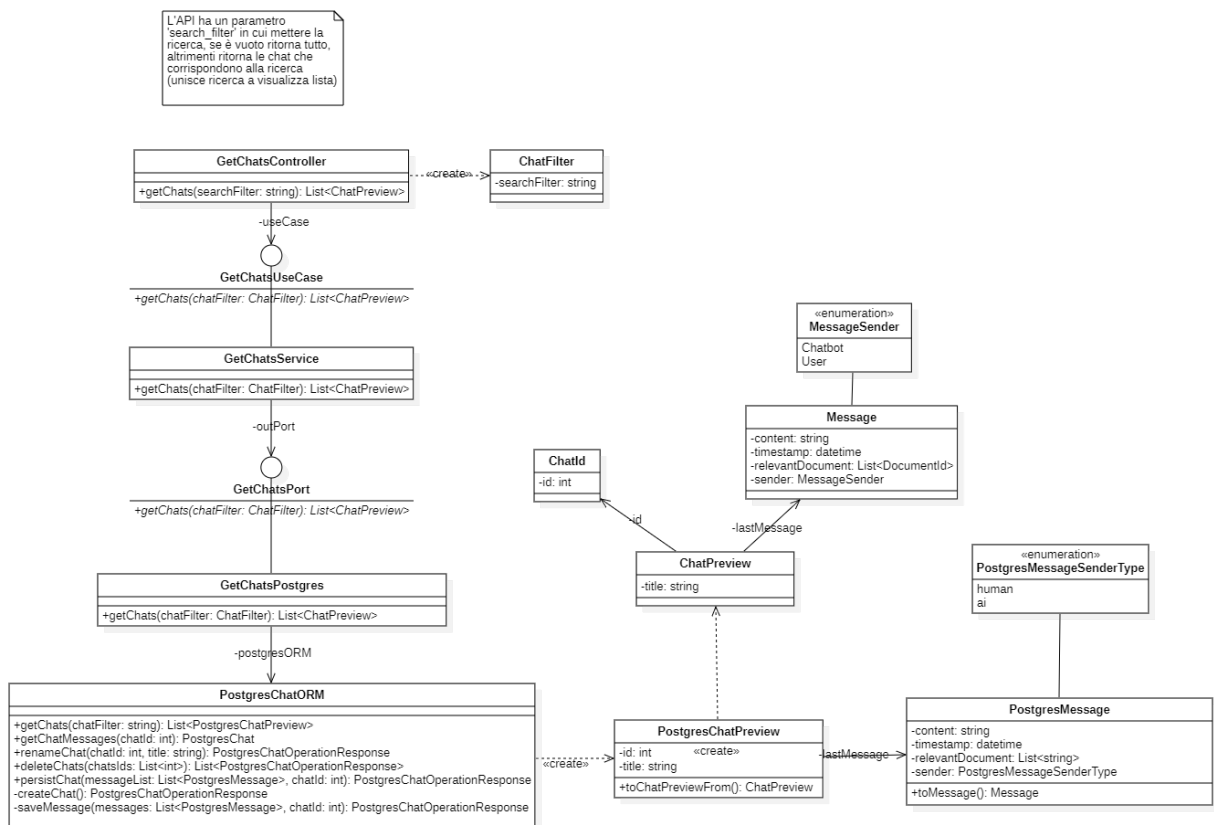 L'API ha un parametro
'search_filter' in cui mettere la
ricerca, se è vuoto ritorna tutto,
altrimenti ritorna le chat che
corrispondono alla ricerca
(unisce ricerca a visualizza lista)
GetChatsController
+getChats(searchFilter: string): List<ChatPreview>
«create»
ChatFilter
-searchFilter: string
-useCase
GetChatsUseCase
+getChats(chatFilter: ChatFilter): List<ChatPreview>
GetChatsService
+getChats(chatFilter: ChatFilter): List<ChatPreview>
-outPort
GetChatsPort
+getChats(chatFilter: ChatFilter): List<ChatPreview>
GetChatsPostgres
+getChats(chatFilter: ChatFilter): List<ChatPreview>
-postgresORM
PostgresChatORM
+getChats(chatFilter: string): List<PostgresChatPreview>
+getChatMessages(chatId: int): PostgresChat
+renameChat(chatId: int, title: string): PostgresChatOperationResponse
+deleteChats(chatsIds: List<int>): List<PostgresChatOperationResponse>
+persistChat(messageList: List<PostgresMessage>, chatId: int): PostgresChatOperationResponse
-createChat(): PostgresChatOperationResponse
-saveMessage(messages: List<PostgresMessage>, chatId: int): PostgresChatOperationResponse
«create»
«enumeration»
MessageSender
Chatbot
User
Message
-content: string
-timestamp: datetime
-relevantDocument: List<DocumentId>
-sender: MessageSender
ChatId
-id: int
-id
-lastMessage
ChatPreview
-title: string
«create»
PostgresChatPreview
-id: int
-title: string
+toChatPreviewFrom(): ChatPreview
-lastMessage
«enumeration»
PostgresMessageSenderType
human
ai
PostgresMessage
-content: string
-timestamp: datetime
-relevantDocument: List<string>
-sender: PostgresMessageSenderType
+toMessage(): Message